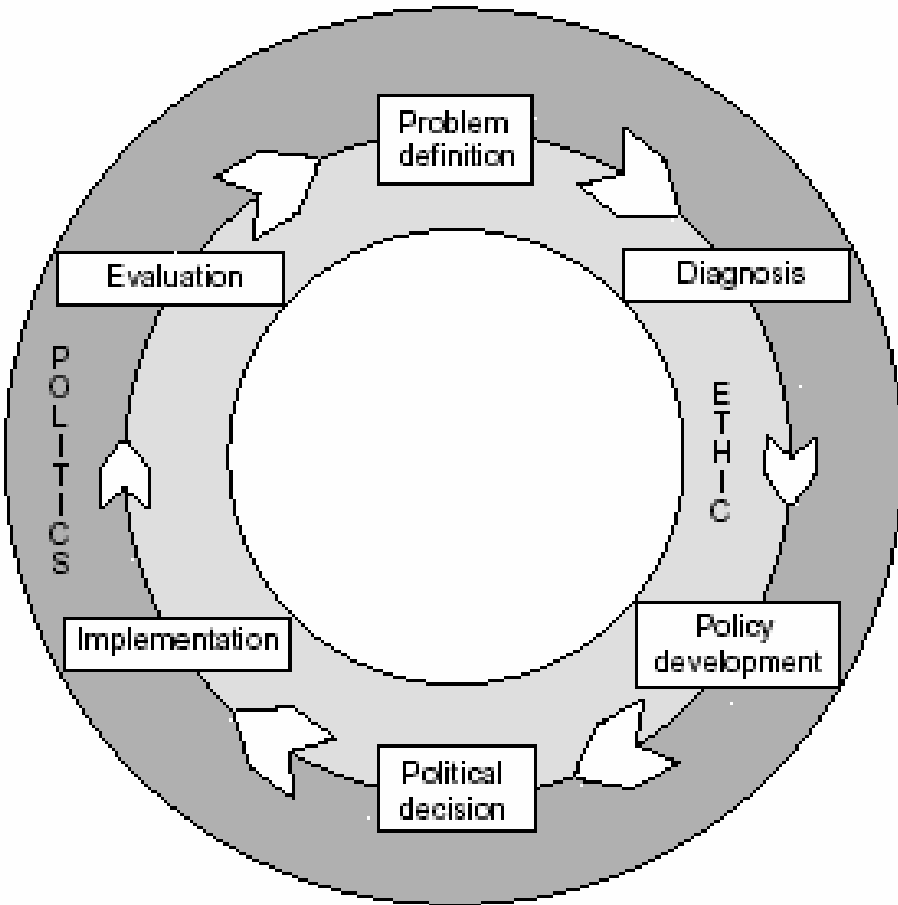 Problem
definition
Evaluation
Diagnosis
POLITICS
ETHIC
Implementation
Policy
development
Political
decision